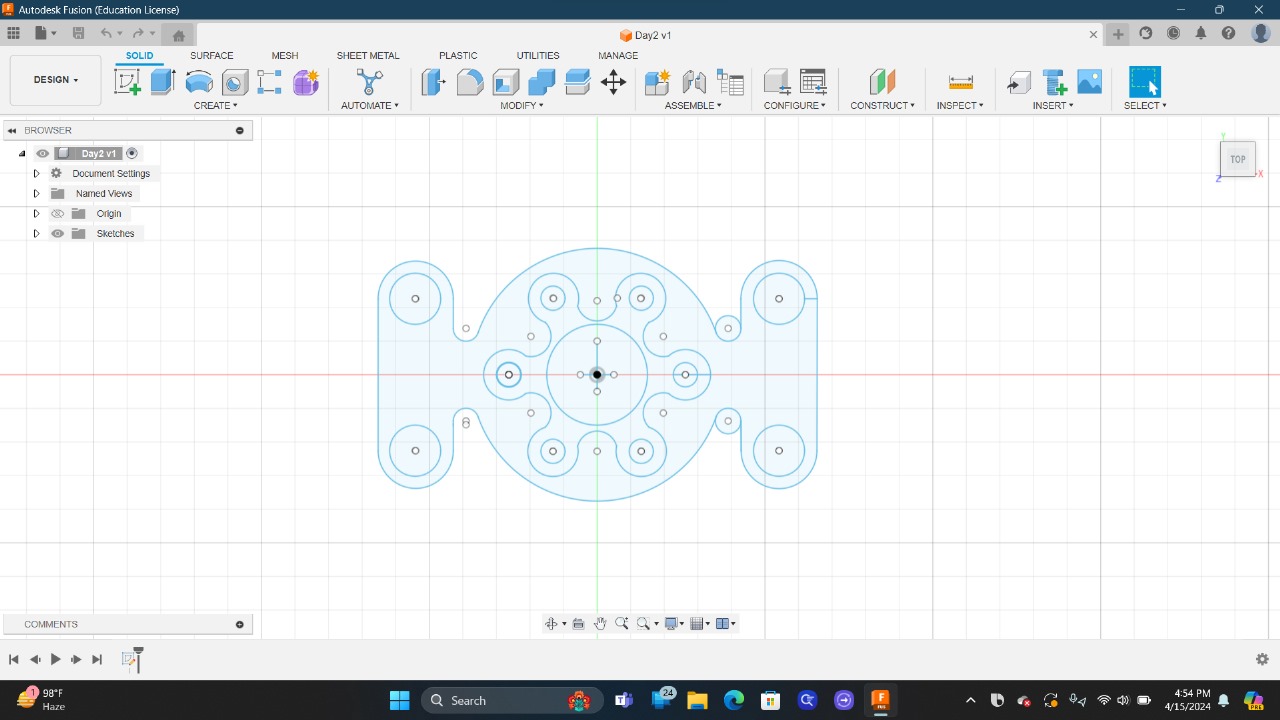 Autodesk Fusion (Education License)
Day2 v1
DESIGN
SOLID SURFACE MESH SHEET METAL PLASTIC UTILITIES MANAGE
CREATE AUTOMATE MODIFY ASSEMBLE CONFIGURE CONSTRUCT INSPECT INSERT SELECT
BROWSER
Day2 v1
Document Settings
Named Views
Origin
Sketches
Y
TOP
X
Z
COMMENTS
1
98°F
Haze
Search
24
4:54 PM
4/15/2024
PRE